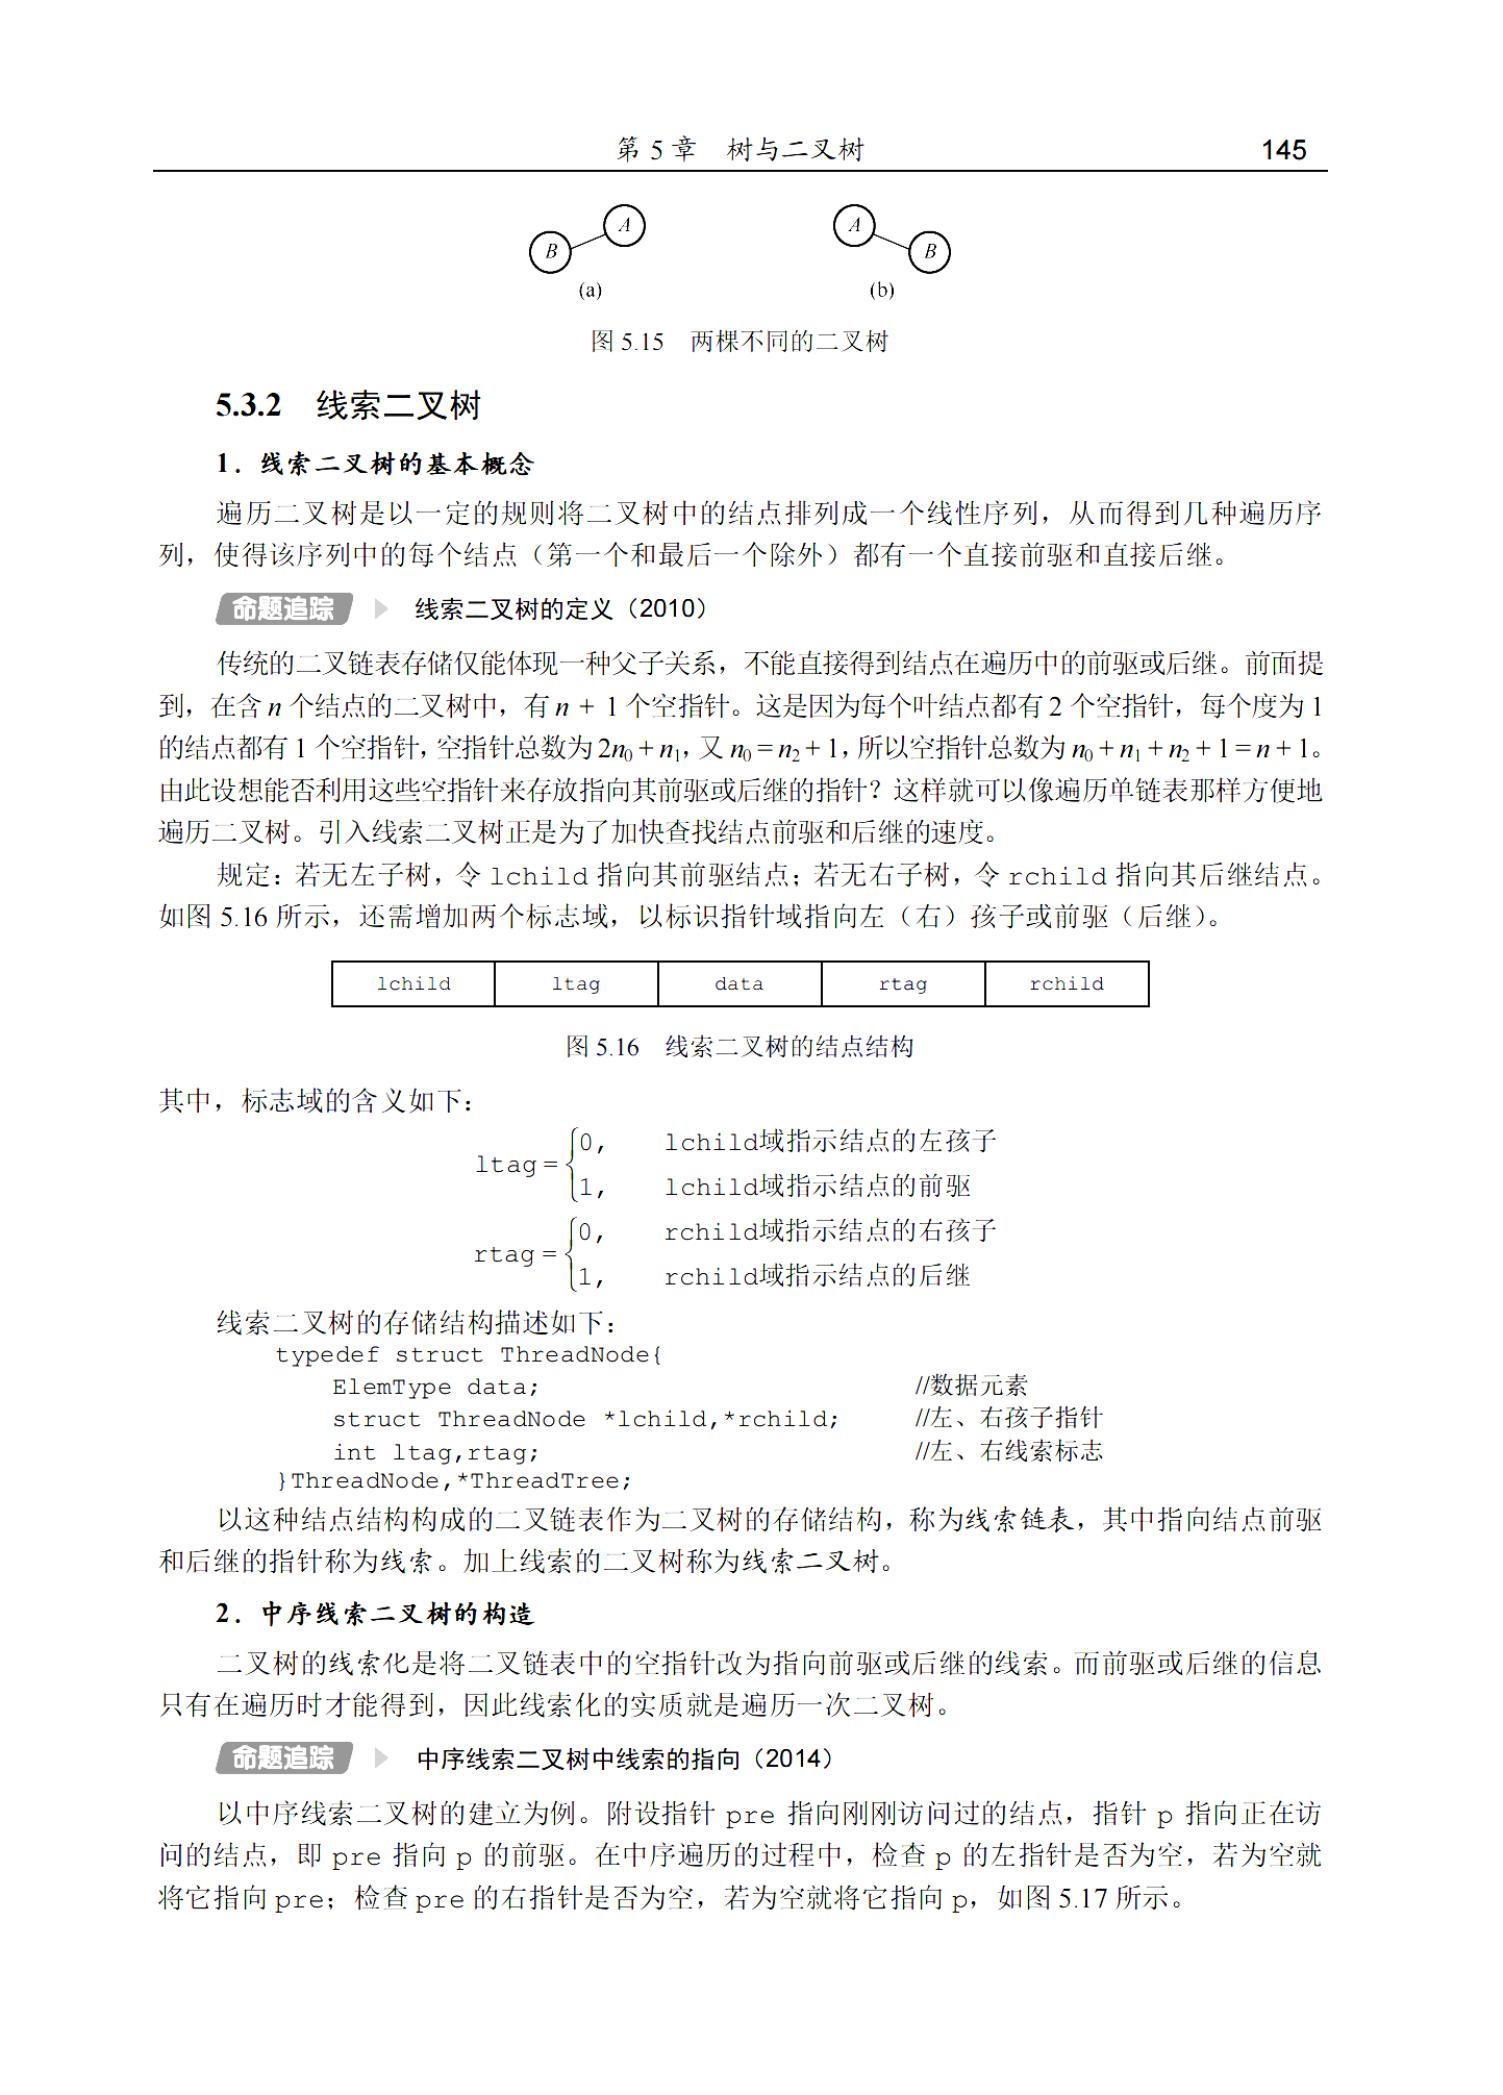 第 5 章 树与二叉树 145
A
B
(a)
A
B
(b)
图 5.15 两棵不同的二叉树
5.3.2 线索二叉树
1. 线索二叉树的基本概念
遍历二叉树是以一定的规则将二叉树中的结点排列成一个线性序列，从而得到几种遍历序
列，使得该序列中的每个结点（第一个和最后一个除外）都有一个直接前驱和直接后继。
命题追踪 线索二叉树的定义（2010）
传统的二叉链表存储仅能体现一种父子关系，不能直接得到结点在遍历中的前驱或后继。前面提
到，在含 n 个结点的二叉树中，有 n + 1 个空指针。这是因为每个叶结点都有 2 个空指针，每个度为 1
的结点都有 1 个空指针，空指针总数为 2n₀ + n₁，又 n₀ = n₂ + 1，所以空指针总数为 n₀ + n₁ + n₂ + 1 = n + 1。
由此设想能否利用这些空指针来存放指向其前驱或后继的指针？这样就可以像遍历单链表那样方便地
遍历二叉树。引入线索二叉树正是为了加快查找结点前驱和后继的速度。
规定：若无左子树，令 lchild 指向其前驱结点；若无右子树，令 rchild 指向其后继结点。
如图 5.16 所示，还需增加两个标志域，以标识指针域指向左（右）孩子或前驱（后继）。
lchild ltag data rtag rchild
图 5.16 线索二叉树的结点结构
其中，标志域的含义如下：
ltag = {0, lchild域指示结点的左孩子
1, lchild域指示结点的前驱
rtag = {0, rchild域指示结点的右孩子
1, rchild域指示结点的后继
线索二叉树的存储结构描述如下：
typedef struct ThreadNode{
ElemType data; //数据元素
struct ThreadNode *lchild,*rchild; //左、右孩子指针
int ltag,rtag; //左、右线索标志
}ThreadNode,*ThreadTree;
以这种结点结构构成的二叉链表作为二叉树的存储结构，称为线索链表，其中指向结点前驱
和后继的指针称为线索。加上线索的二叉树称为线索二叉树。
2. 中序线索二叉树的构造
二叉树的线索化是将二叉链表中的空指针改为指向前驱或后继的线索。而前驱或后继的信息
只有在遍历时才能得到，因此线索化的实质就是遍历一次二叉树。
命题追踪 中序线索二叉树中线索的指向（2014）
以中序线索二叉树的建立为例。附设指针 pre 指向刚刚访问过的结点，指针 p 指向正在访
问的结点，即 pre 指向 p 的前驱。在中序遍历的过程中，检查 p 的左指针是否为空，若为空就
将它指向 pre；检查 pre 的右指针是否为空，若为空就将它指向 p，如图 5.17 所示。